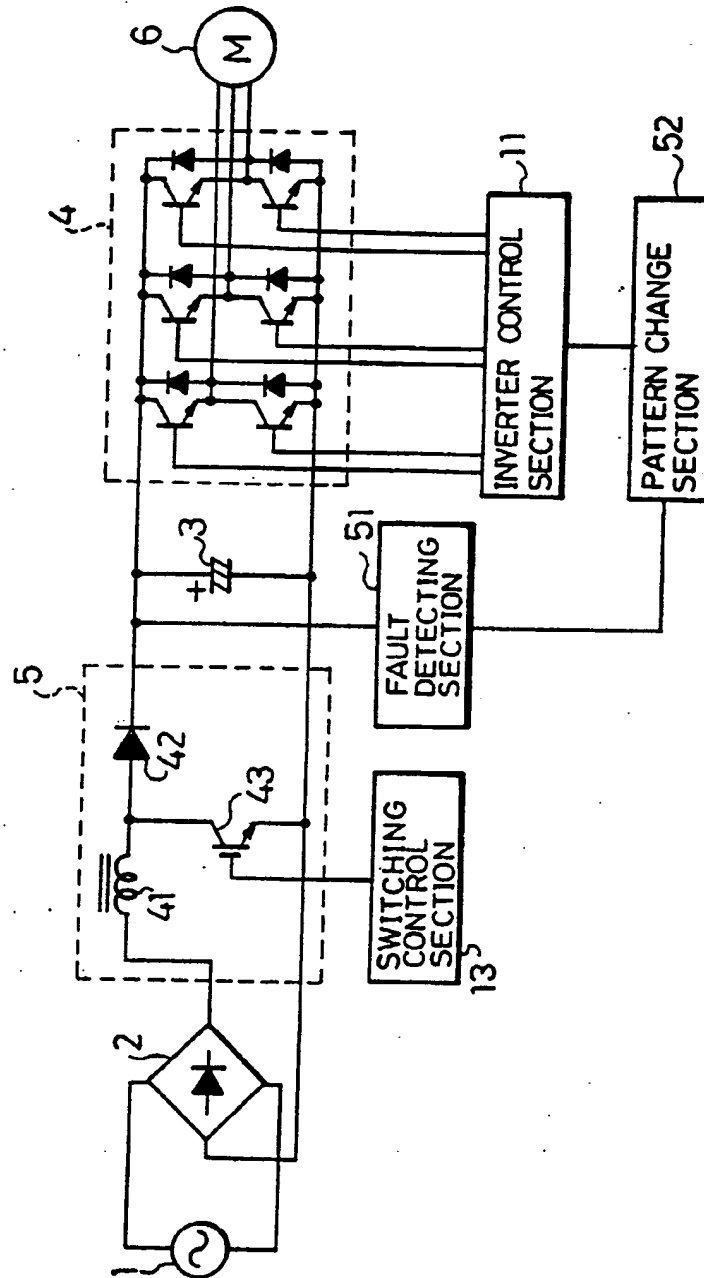 1
2
5
41
42
43
SWITCHING
CONTROL
SECTION
13
+
3
FAULT
DETECTING
SECTION
51
4
6
M
INVERTER CONTROL
SECTION
11
PATTERN CHANGE
SECTION
52